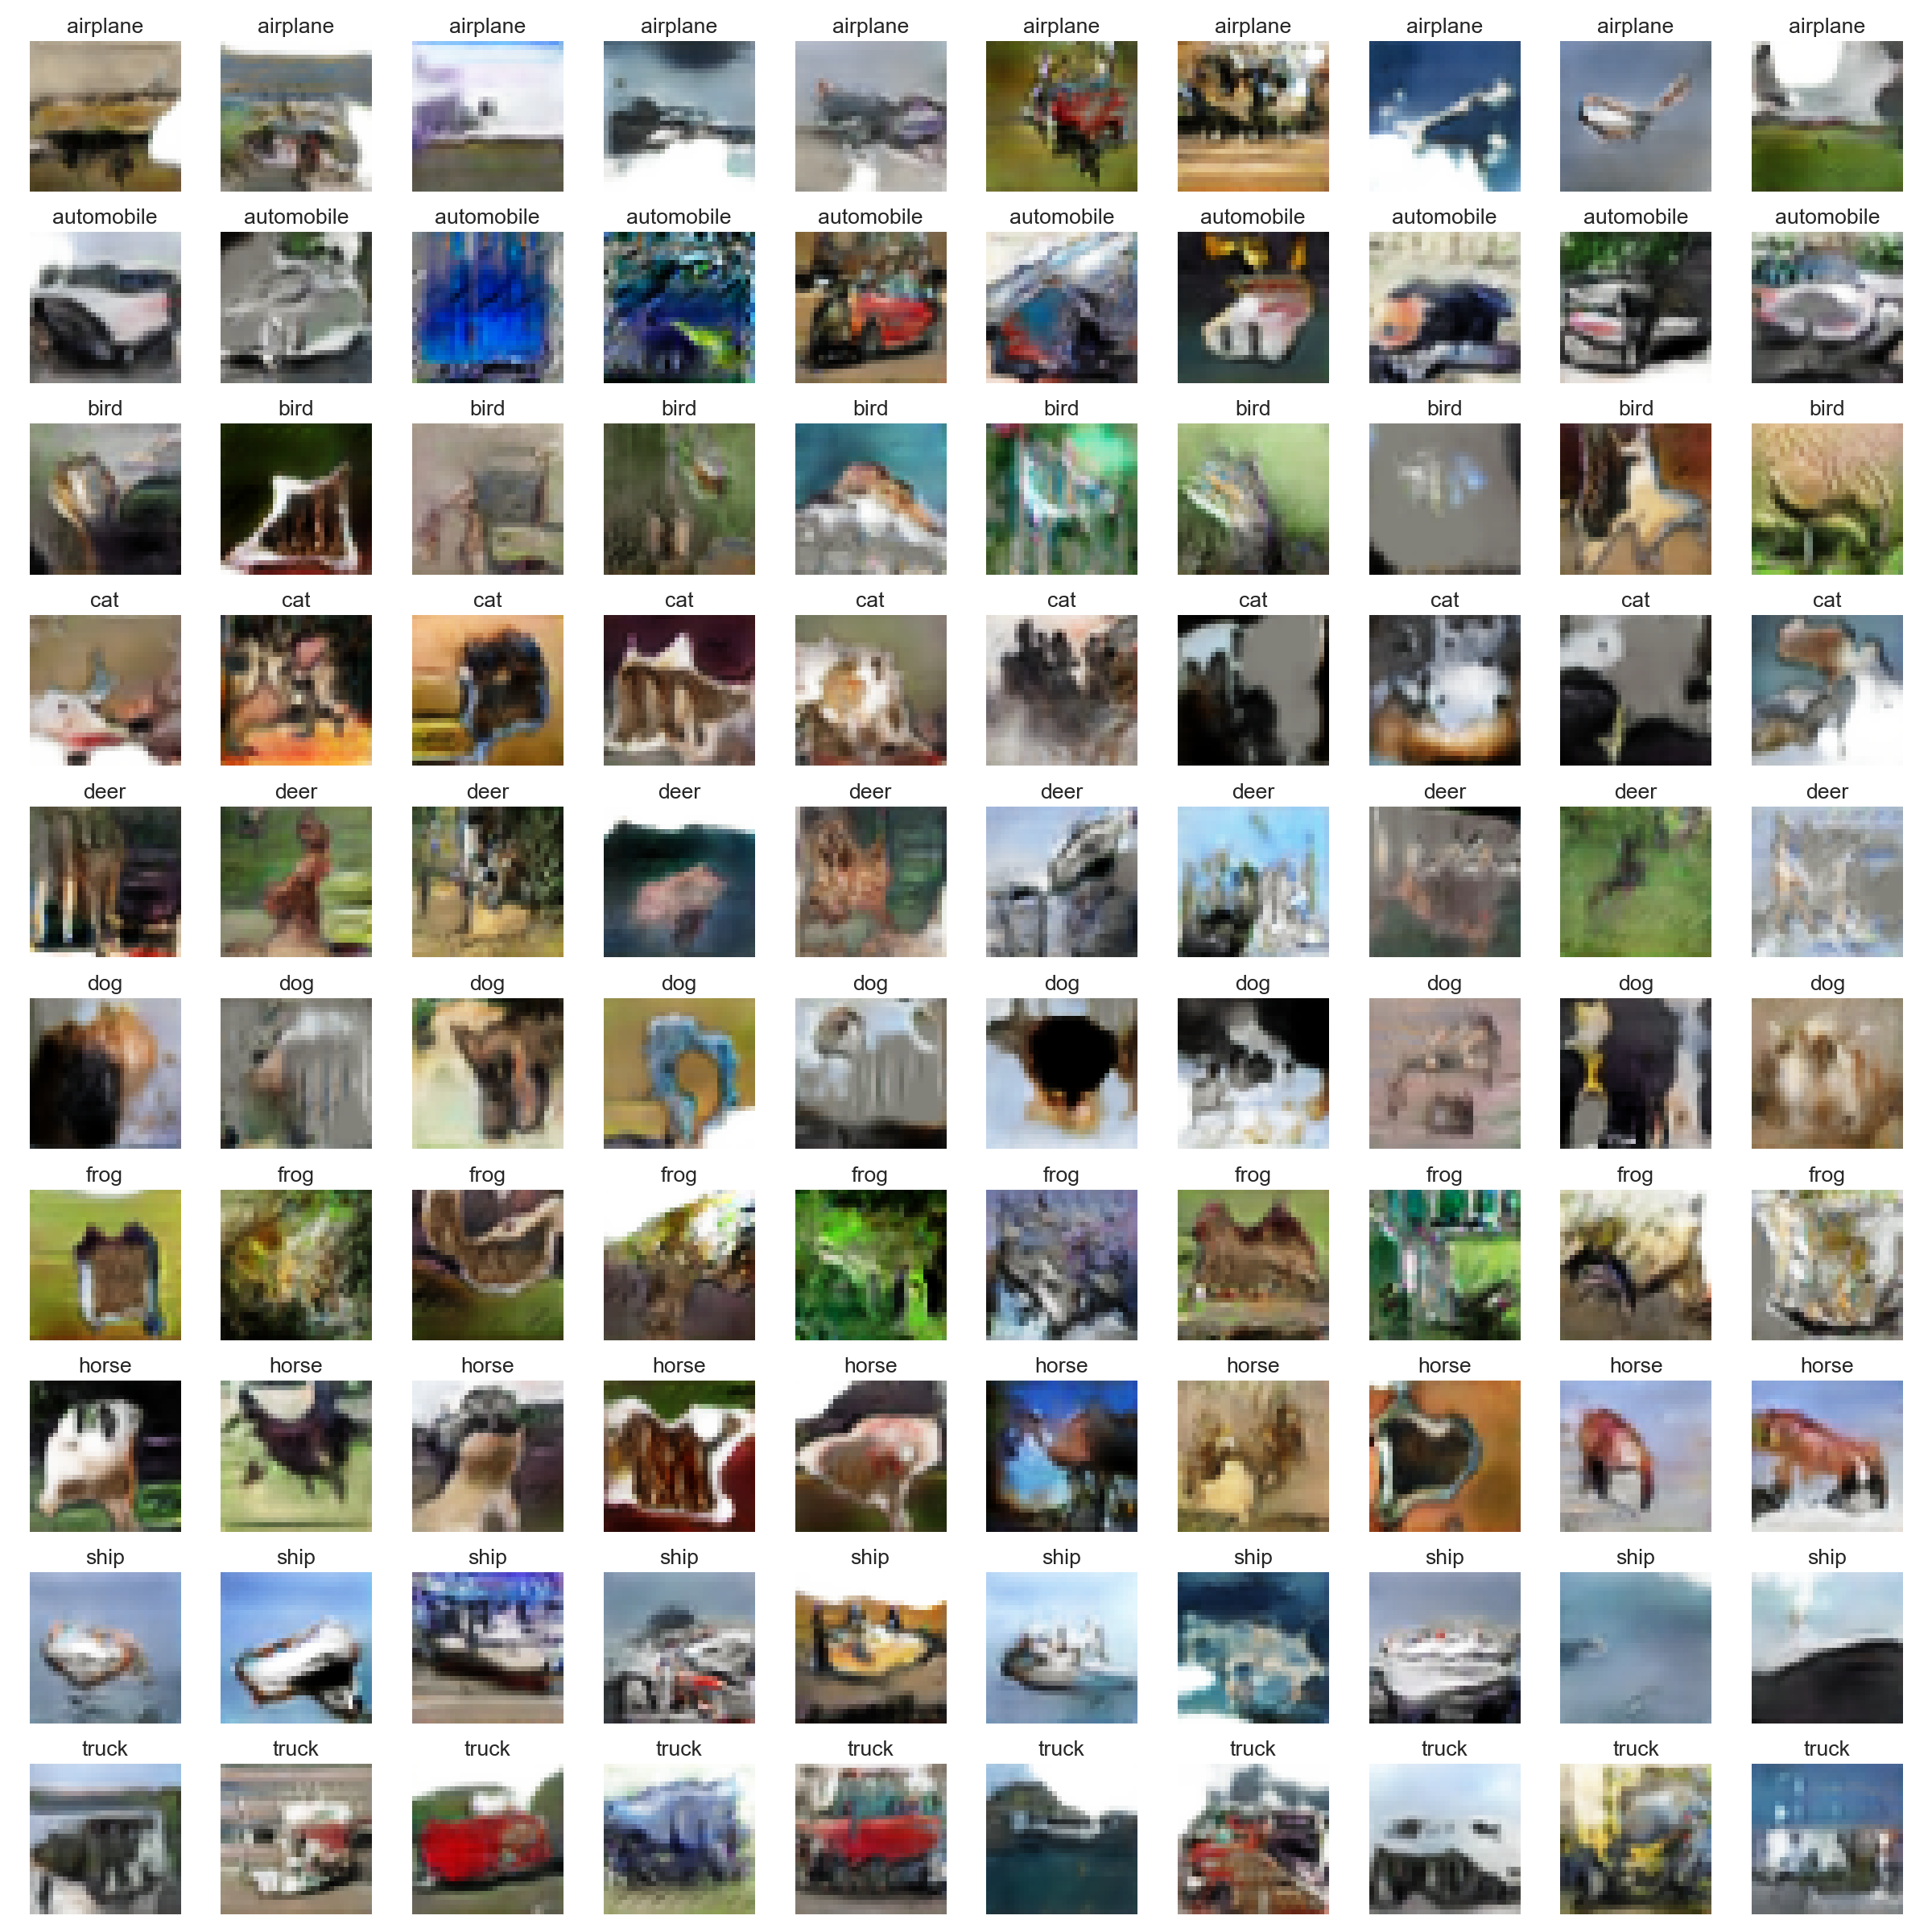 airplane airplane airplane airplane airplane airplane airplane airplane airplane airplane
automobile automobile automobile automobile automobile automobile automobile automobile automobile automobile
bird bird bird bird bird bird bird bird bird bird
cat cat cat cat cat cat cat cat cat cat
deer deer deer deer deer deer deer deer deer deer
dog dog dog dog dog dog dog dog dog dog
frog frog frog frog frog frog frog frog frog frog
horse horse horse horse horse horse horse horse horse horse
ship ship ship ship ship ship ship ship ship ship
truck truck truck truck truck truck truck truck truck truck